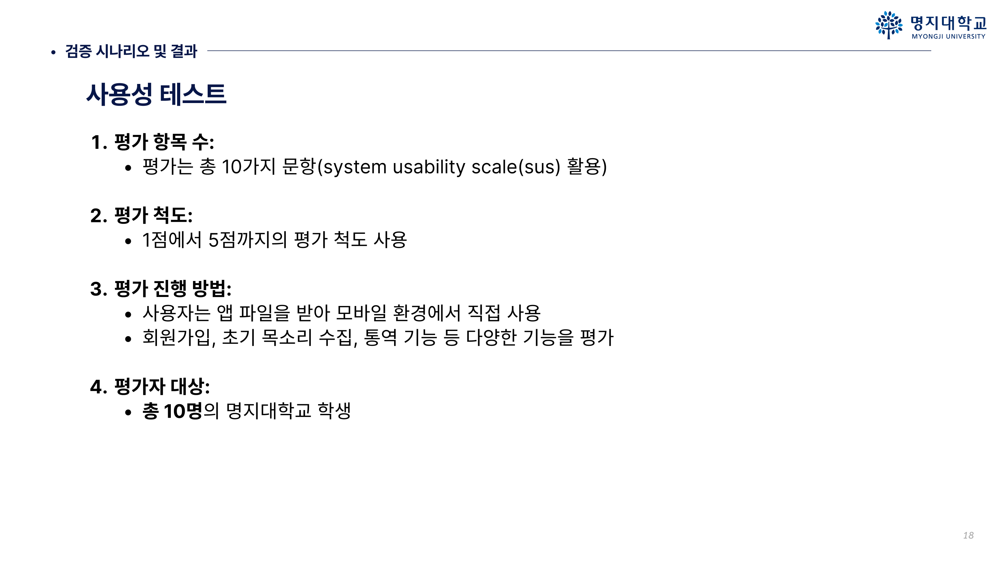 명지대학교
MYONGJI UNIVERSITY
• 검증 시나리오 및 결과
사용성 테스트
1. 평가 항목 수:
• 평가는 총 10가지 문항(system usability scale(sus) 활용)
2. 평가 척도:
• 1점에서 5점까지의 평가 척도 사용
3. 평가 진행 방법:
• 사용자는 앱 파일을 받아 모바일 환경에서 직접 사용
• 회원가입, 초기 목소리 수집, 통역 기능 등 다양한 기능을 평가
4. 평가자 대상:
• 총 10명의 명지대학교 학생
18